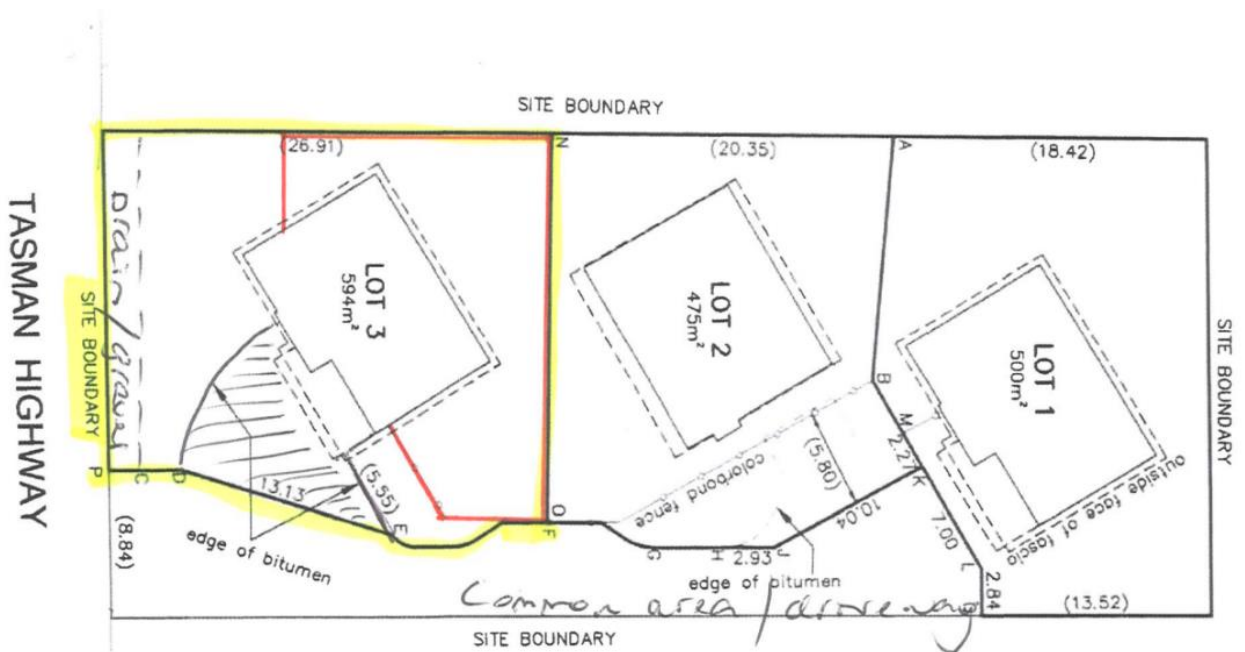 SITE BOUNDARY
(26.91)
N
(20.35)
A
(18.42)
TASMAN HIGHWAY
SITE BOUNDARY
Drain/gravel
LOT 3
594m²
LOT 2
475m²
LOT 1
500m²
SITE BOUNDARY
B
M
2.27
K
outside face of fascia
P
C
D
13.13
(5.55)
E
O
F
colorbond fence
(5.80)
10.04
7.00
L
(8.84)
edge of bitumen
G
H
2.93
J
edge of bitumen
2.84
(13.52)
Common area / driveway
SITE BOUNDARY